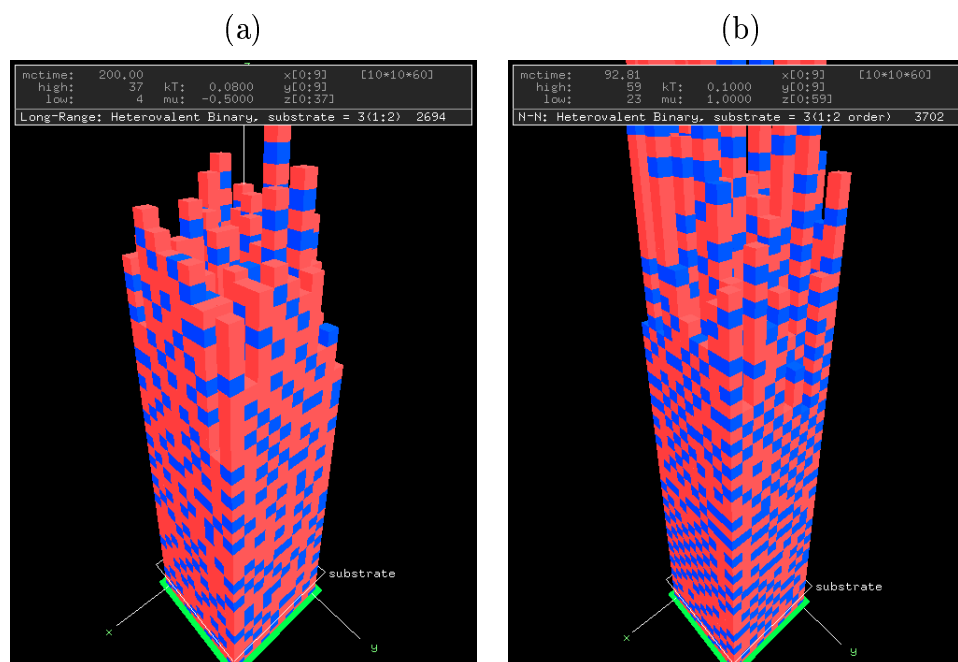 (a)
(b)
mctime: 200.00 x[0:9] [10*10*60]
high: 37 kT: 0.0800 y[0:9]
low: 4 mu: -0.5000 z[0:37]
Long-Range: Heterovalent Binary, substrate = 3(1:2) 2694
substrate
x
y
mctime: 92.81 x[0:9] [10*10*60]
high: 59 kT: 0.1000 y[0:9]
low: 23 mu: 1.0000 z[0:59]
N-N: Heterovalent Binary, substrate = 3(1:2 order) 3702
substrate
x
y